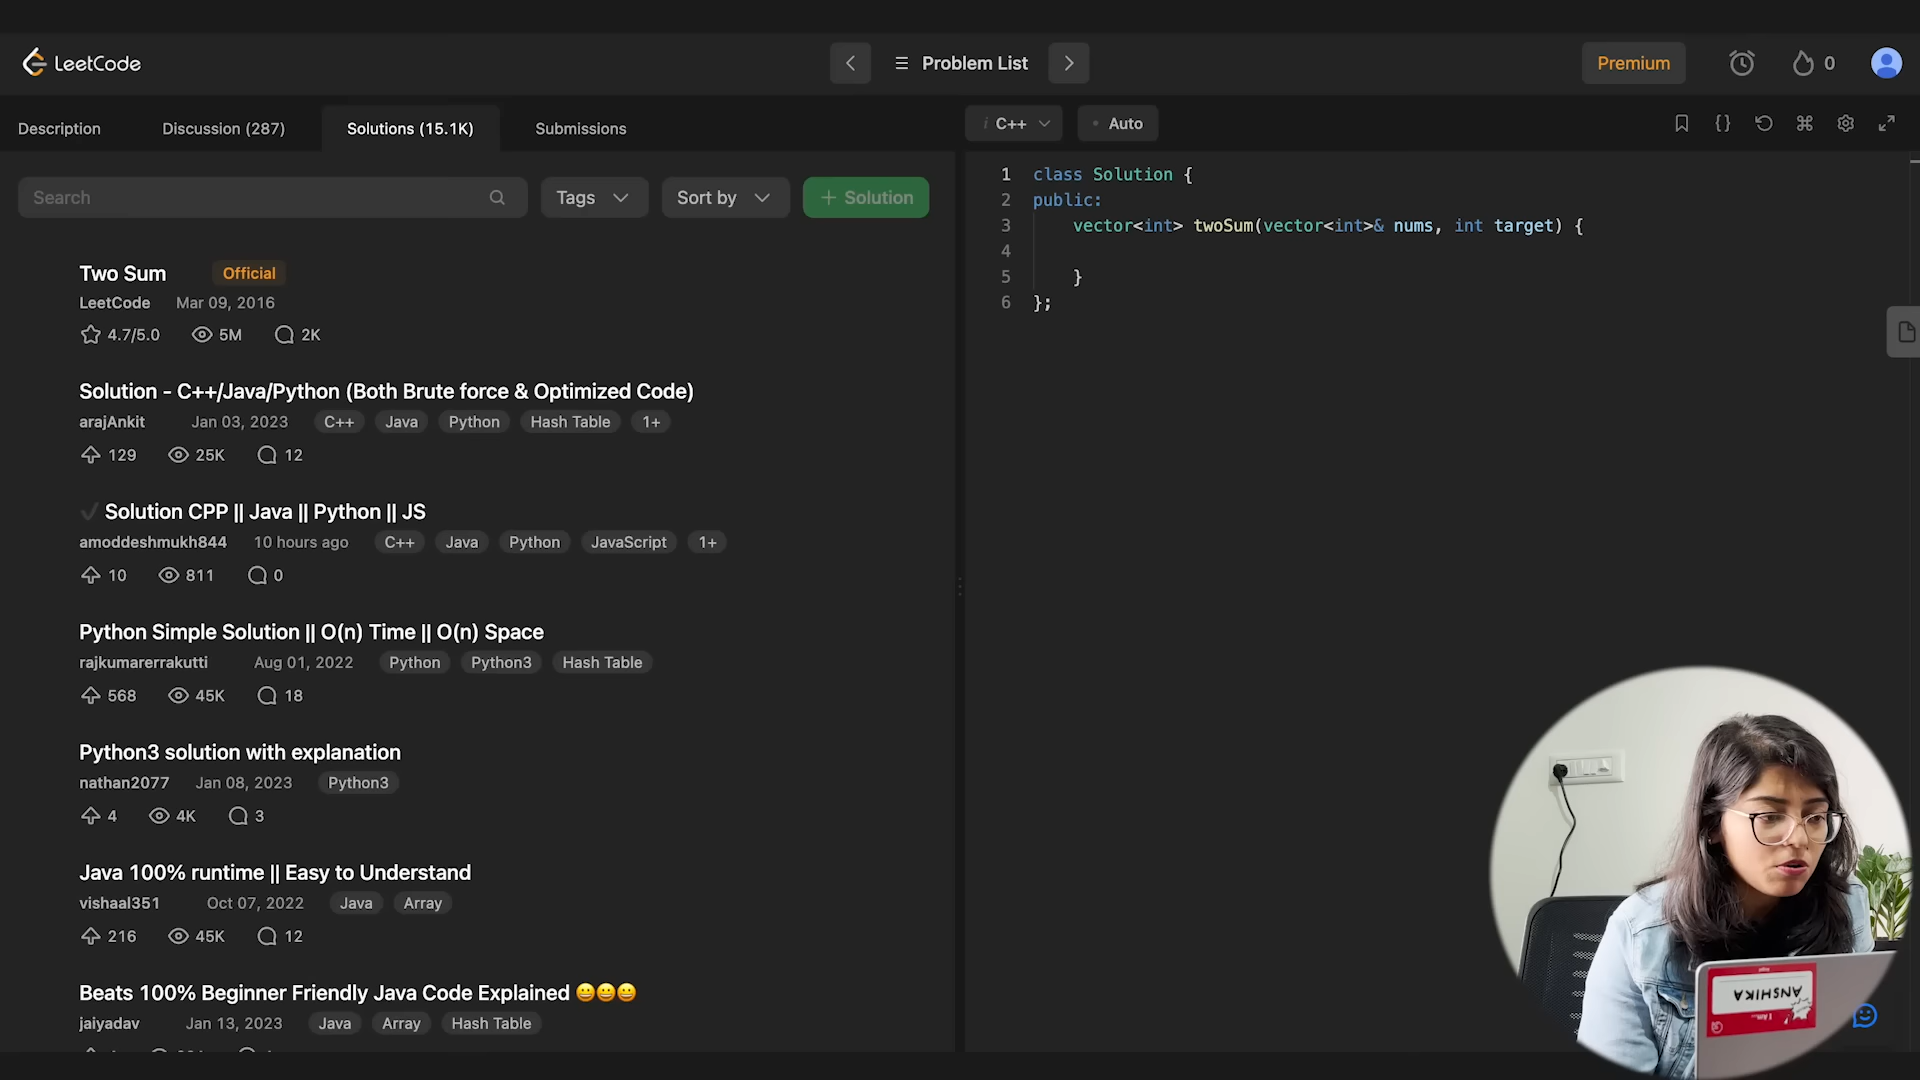 LeetCode
Problem List
Premium
0
Description
Discussion (287)
Solutions (15.1K)
Submissions
C++
Auto
Search
Tags
Sort by
Solution
Two Sum Official
LeetCode Mar 09, 2016
4.7/5.0 5M 2K
Solution - C++/Java/Python (Both Brute force & Optimized Code)
arajAnkit Jan 03, 2023 C++ Java Python Hash Table 1+
129 25K 12
Solution CPP || Java || Python || JS
amoddeshmukh844 10 hours ago C++ Java Python JavaScript 1+
10 811 0
Python Simple Solution || O(n) Time || O(n) Space
rajkumarerrakutti Aug 01, 2022 Python Python3 Hash Table
568 45K 18
Python3 solution with explanation
nathan2077 Jan 08, 2023 Python3
4 4K 3
Java 100% runtime || Easy to Understand
vishaal351 Oct 07, 2022 Java Array
216 45K 12
Beats 100% Beginner Friendly Java Code Explained 😀😀😀
jaiyadav Jan 13, 2023 Java Array Hash Table
1 class Solution {
2 public:
3 vector<int> twoSum(vector<int>& nums, int target) {
4
5 }
6 };
ANSHIKA